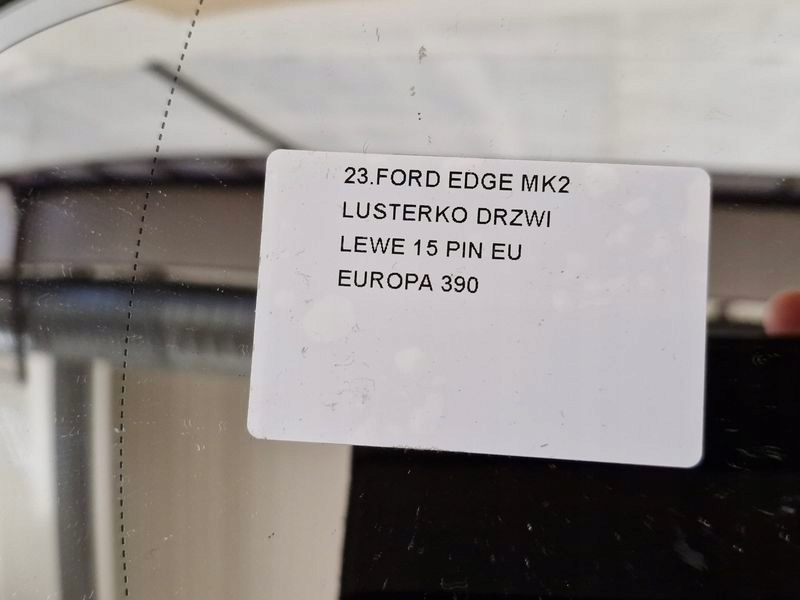 23.FORD EDGE MK2
LUSTERKO DRZWI
LEWE 15 PIN EU
EUROPA 390